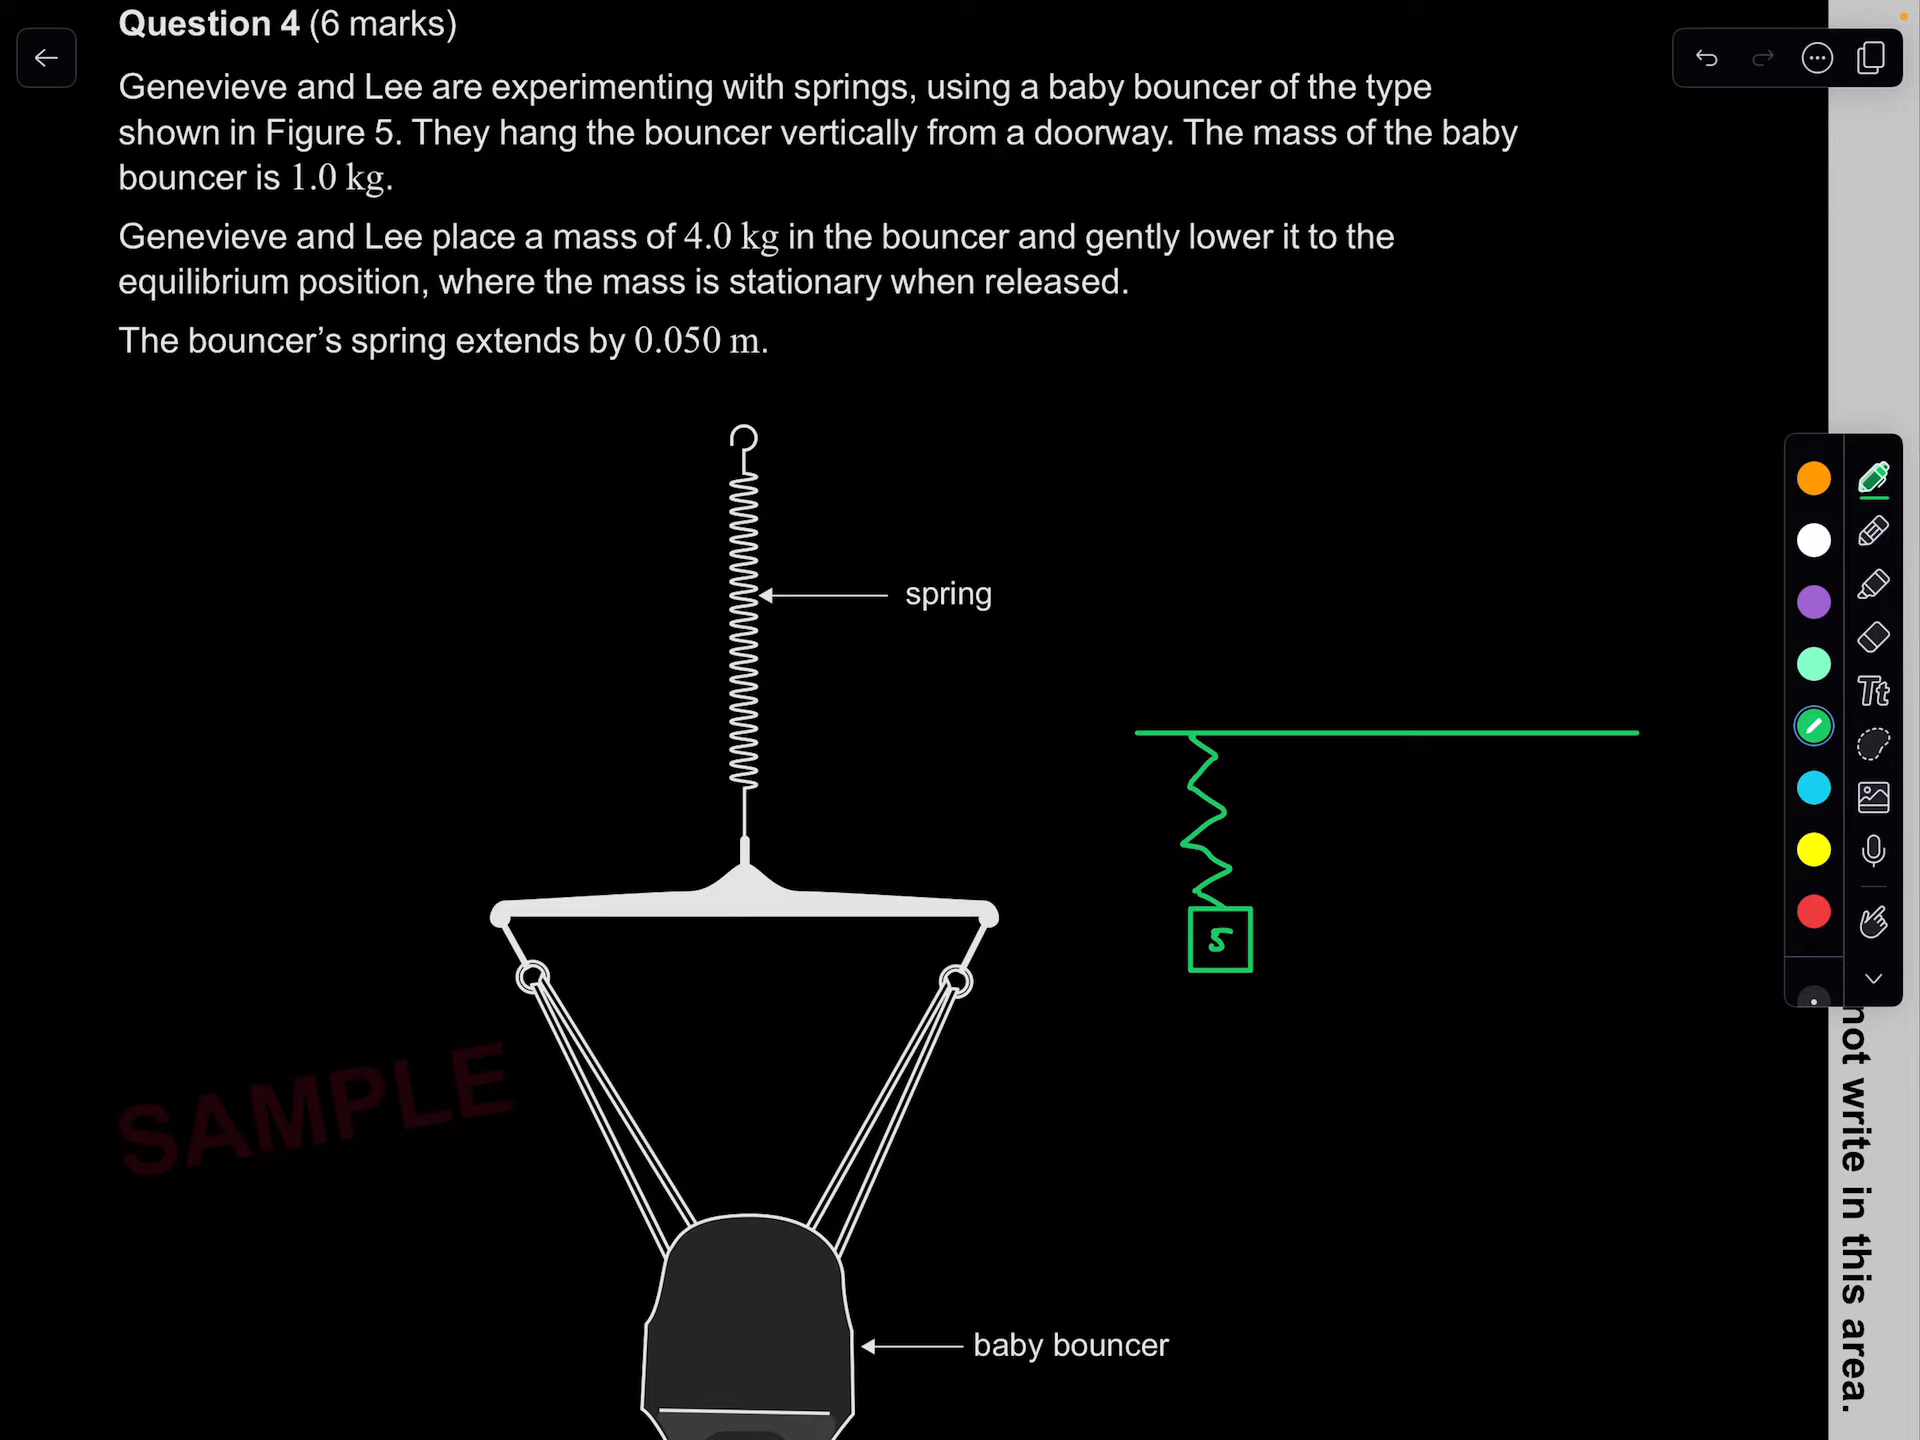 Question 4 (6 marks)
Genevieve and Lee are experimenting with springs, using a baby bouncer of the type
shown in Figure 5. They hang the bouncer vertically from a doorway. The mass of the baby
bouncer is 1.0 kg.
Genevieve and Lee place a mass of 4.0 kg in the bouncer and gently lower it to the
equilibrium position, where the mass is stationary when released.
The bouncer's spring extends by 0.050 m.
spring
5
SAMPLE
baby bouncer
Tt
not write in this area.